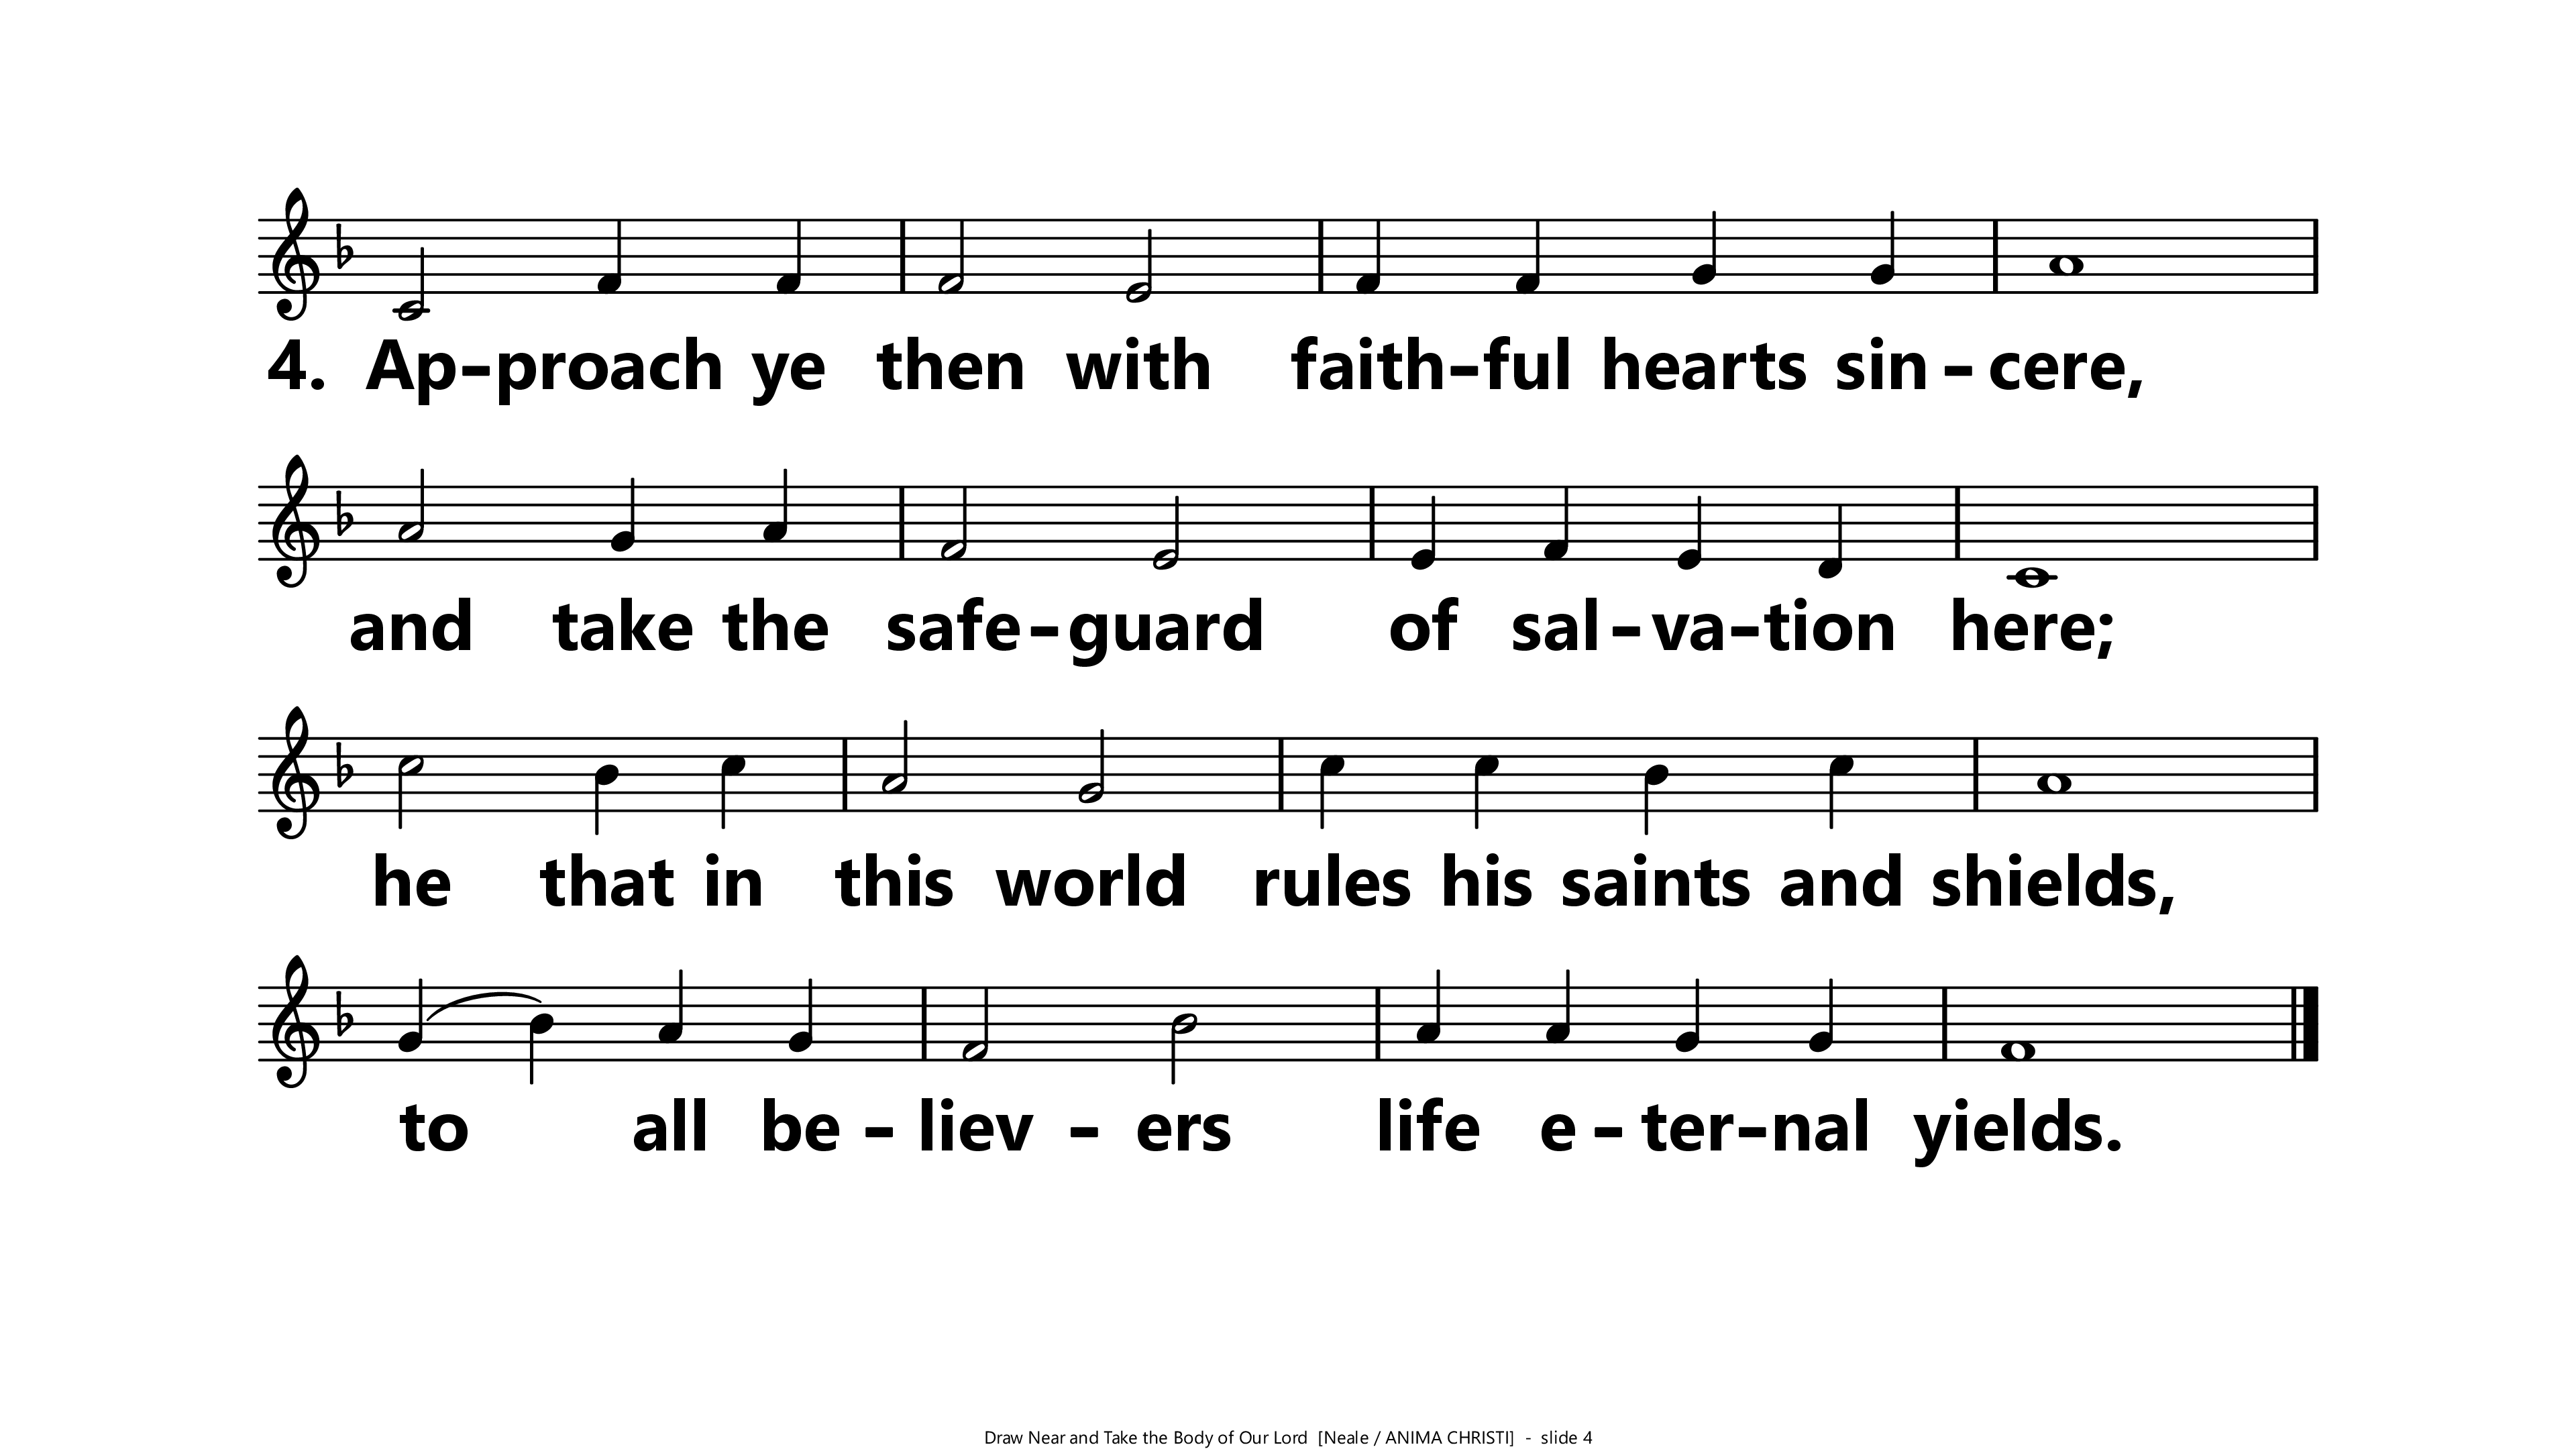 4. Ap-proach ye then with faith-ful hearts sin-cere,
and take the safe-guard of sal-va-tion here;
he that in this world rules his saints and shields,
to all be-liev-ers life e-ter-nal yields.
Draw Near and Take the Body of Our Lord [Neale / ANIMA CHRISTI] - slide 4